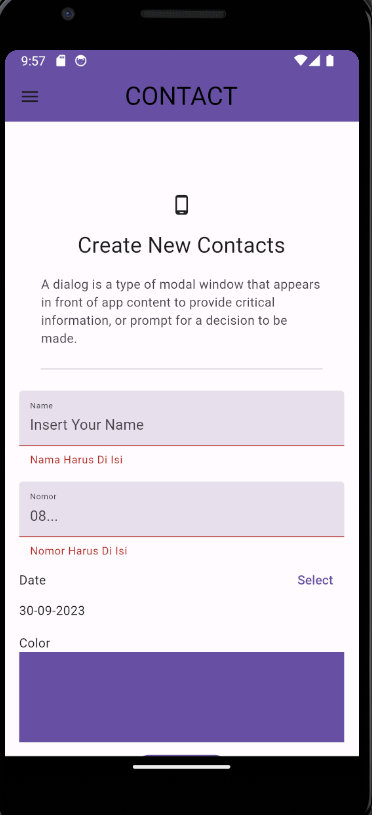 9:57
CONTACT
Create New Contacts
A dialog is a type of modal window that appears
in front of app content to provide critical
information, or prompt for a decision to be
made.
Name
Insert Your Name
Nama Harus Di Isi
Nomor
08...
Nomor Harus Di Isi
Date
Select
30-09-2023
Color